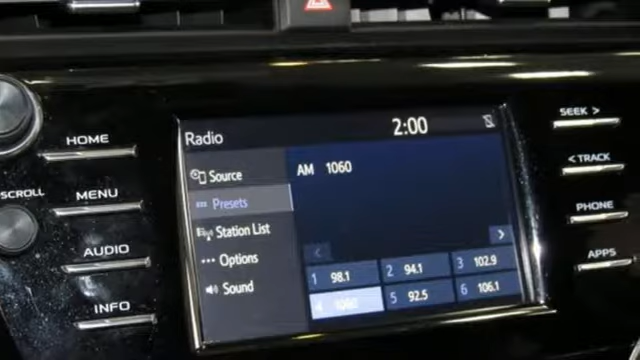 Radio 2:00
HOME
SEEK >
Source
AM 1060
< TRACK
SCROLL
MENU
Presets
PHONE
Station List
AUDIO
APPS
Options
1 98.1 2 94.1 3 102.9
Sound
4 1060 5 92.5 6 106.1
INFO